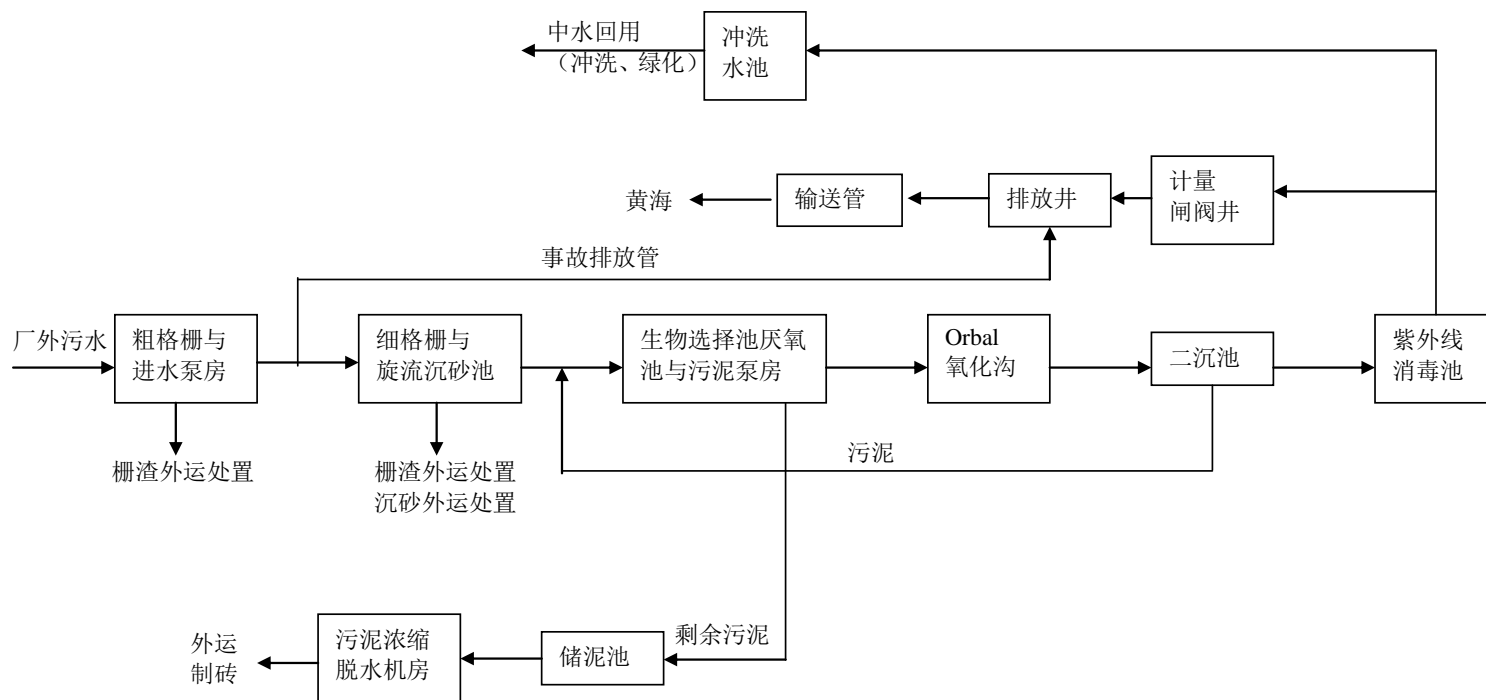 中水回用
（冲洗、绿化）
冲洗
水池
黄海
输送管
排放井
计量
闸阀井
事故排放管
厂外污水
粗格栅与
进水泵房
细格栅与
旋流沉砂池
生物选择池厌氧
池与污泥泵房
Orbal
氧化沟
二沉池
紫外线
消毒池
栅渣外运处置
栅渣外运处置
沉砂外运处置
污泥
外运
制砖
污泥浓缩
脱水机房
储泥池
剩余污泥